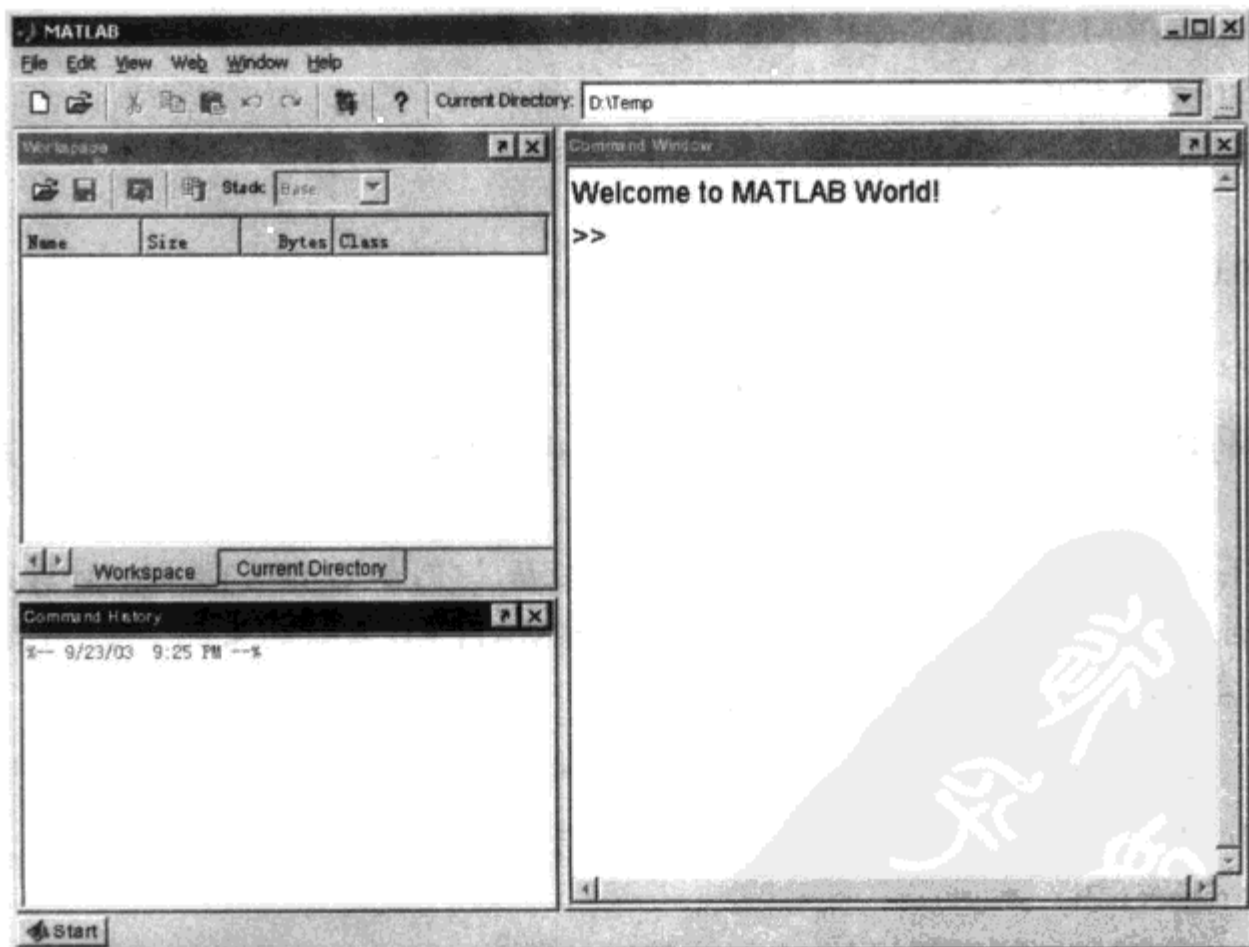 MATLAB
File Edit View Web Window Help
? Current Directory: D:\Temp
Workspace
Stack: Base
Name Size Bytes Class
Workspace Current Directory
Command History
%-- 9/23/03 9:25 PM --%
Command Window
Welcome to MATLAB World!
>>
Start